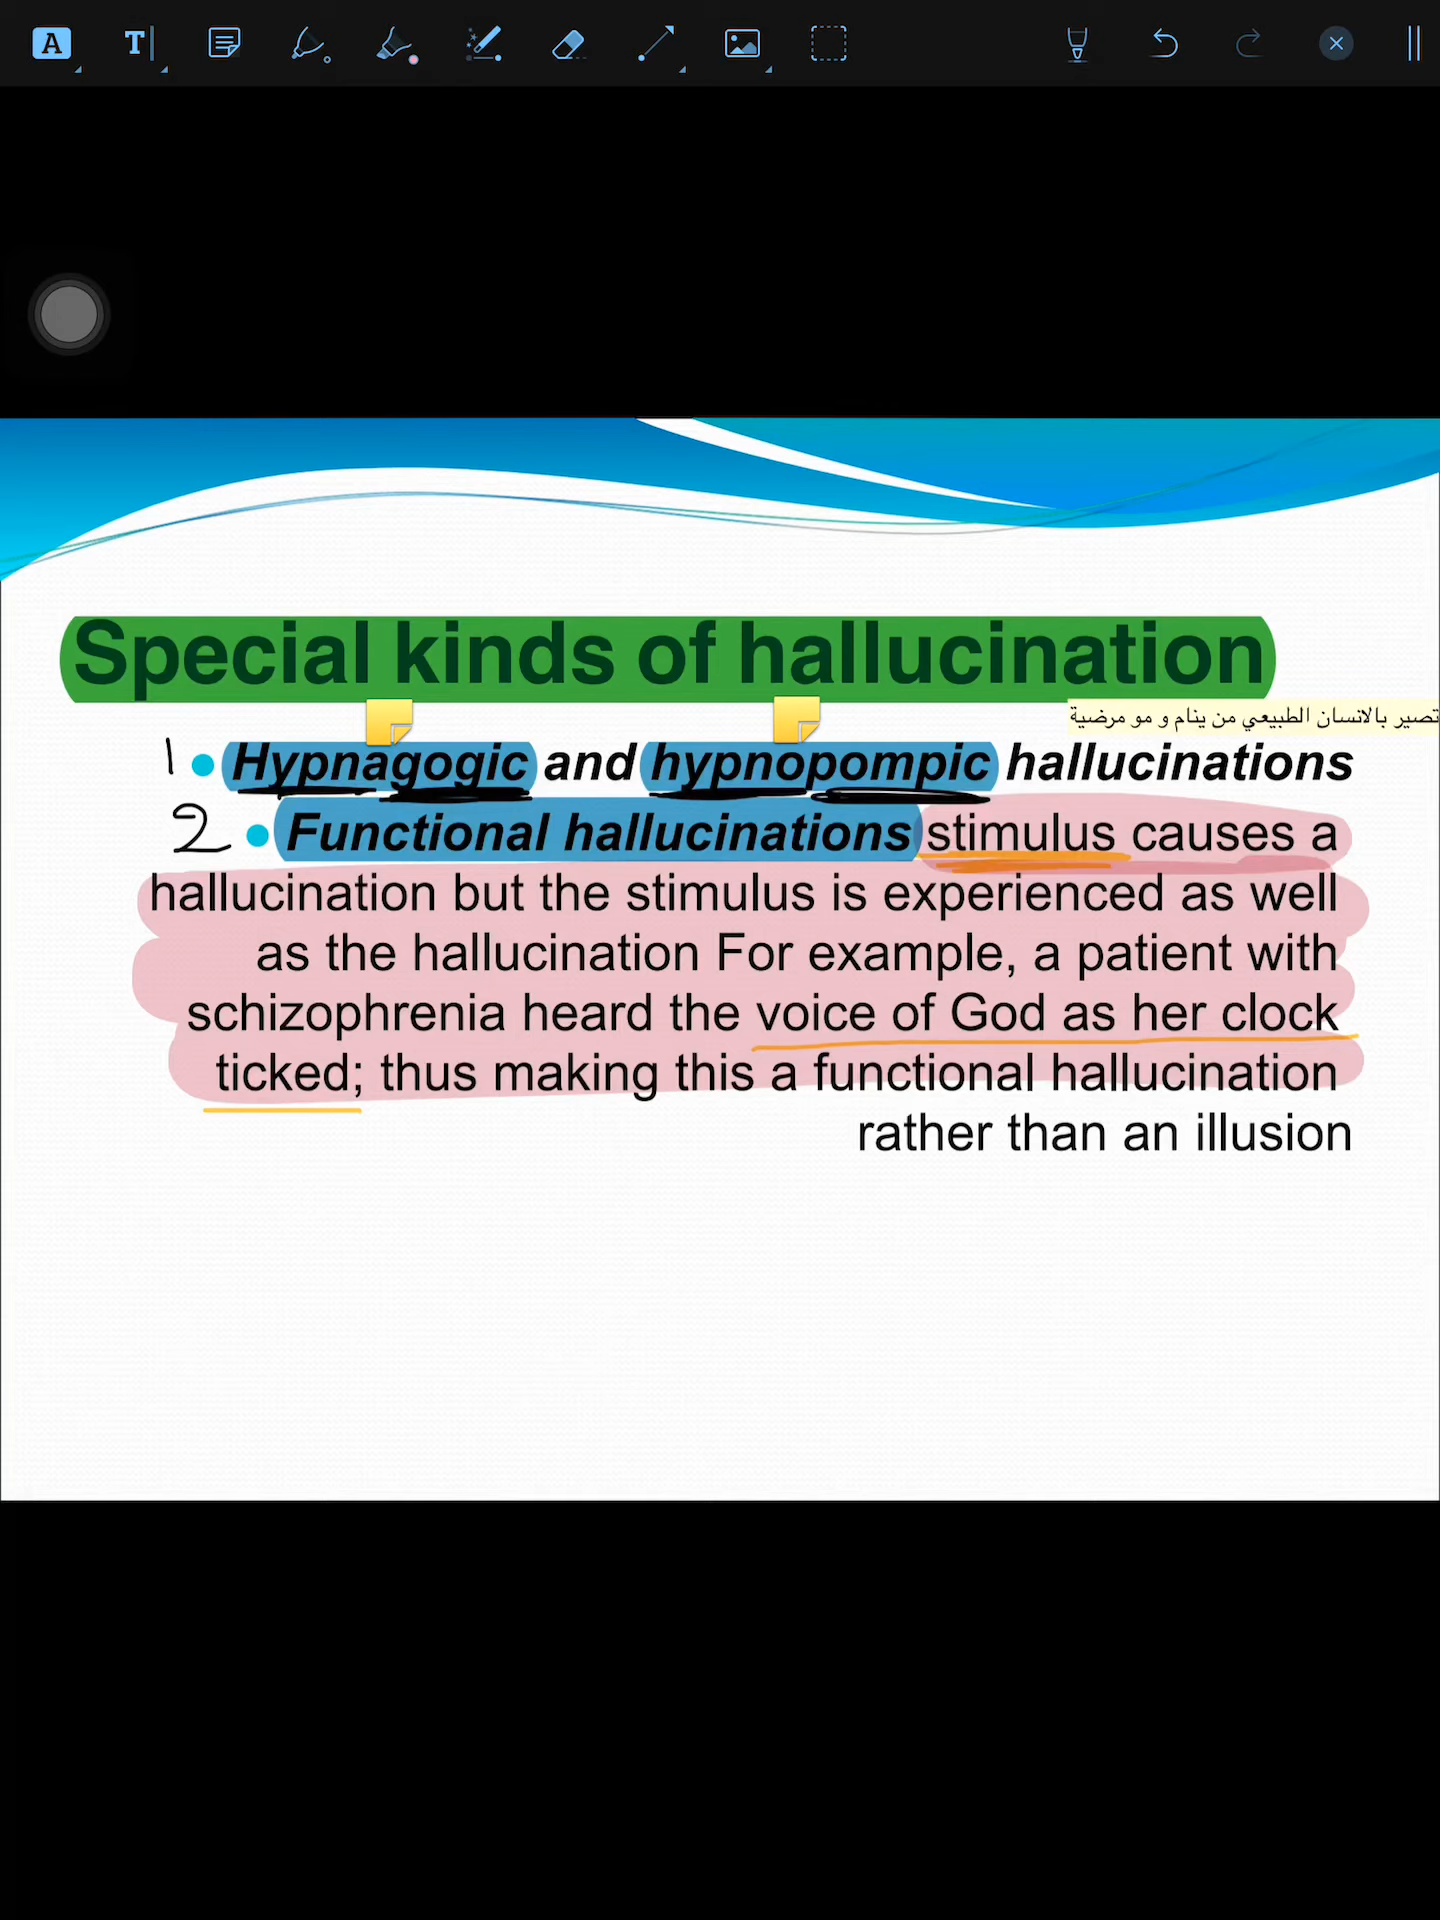 A
T
Special kinds of hallucination
تصير بالانسان الطبيعي من ينام و مو مرضية
1 • Hypnagogic and hypnopompic hallucinations
2 • Functional hallucinations stimulus causes a
hallucination but the stimulus is experienced as well
as the hallucination For example, a patient with
schizophrenia heard the voice of God as her clock
ticked; thus making this a functional hallucination
rather than an illusion